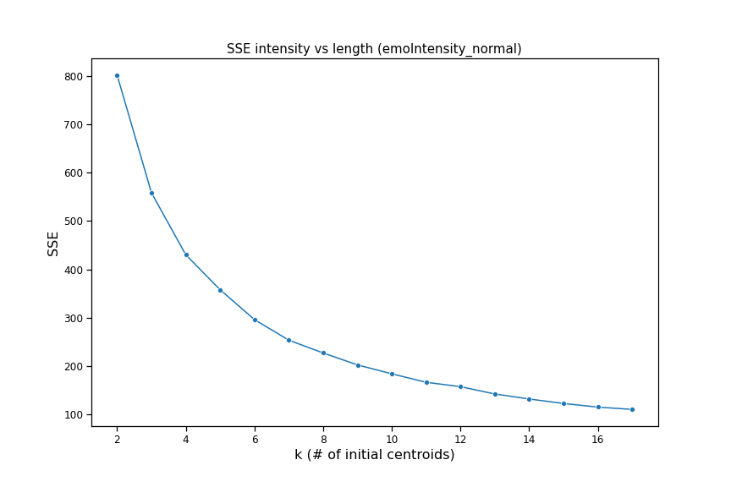 SSE intensity vs length (emoIntensity_normal)
800
700
600
500
400
300
200
100
SSE
2 4 6 8 10 12 14 16
k (# of initial centroids)